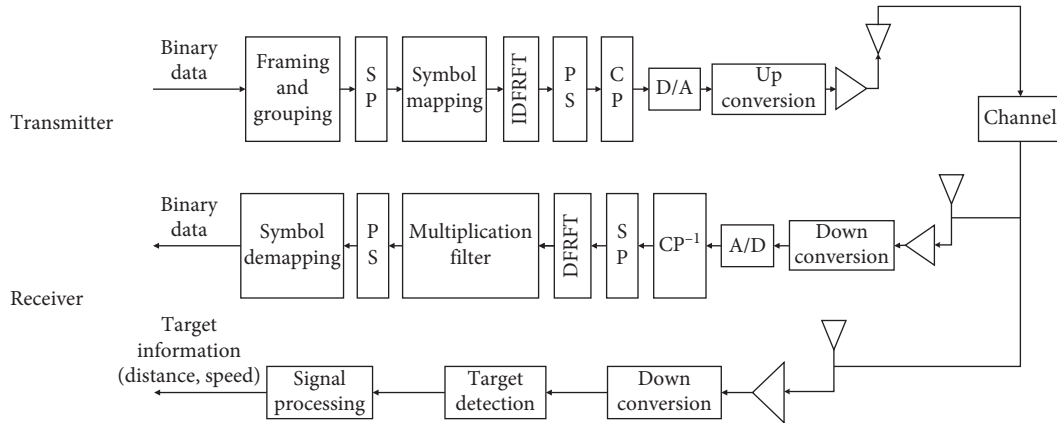 Binary
data
Framing
and
grouping
S
P
Symbol
mapping
IDFRFT
P
S
C
P
D/A
Up
conversion
Transmitter
Channel
Binary
data
Symbol
demapping
P
S
Multiplication
filter
DFRFT
S
P
CP⁻¹
A/D
Down
conversion
Receiver
Target
information
(distance, speed)
Signal
processing
Target
detection
Down
conversion